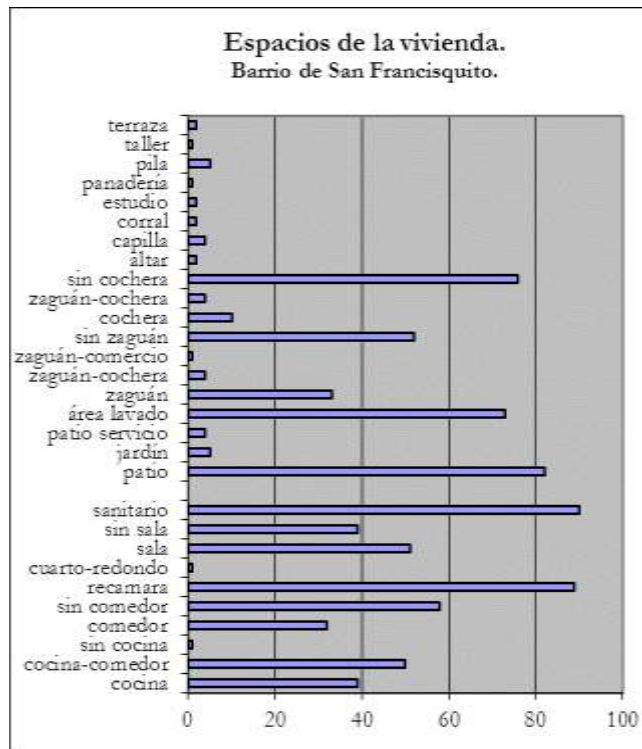 Espacios de la vivienda.
Barrio de San Francisquito.
terraza
taller
pila
panadería
estudio
corral
capilla
altar
sin cochera
zaguán-cochera
cochera
sin zaguán
zaguán-comercio
zaguán-cochera
zaguán
área lavado
patio servicio
jardín
patio
sanitario
sin sala
sala
cuarto-redondo
recamara
sin comedor
comedor
sin cocina
cocina-comedor
cocina
0 20 40 60 80 100